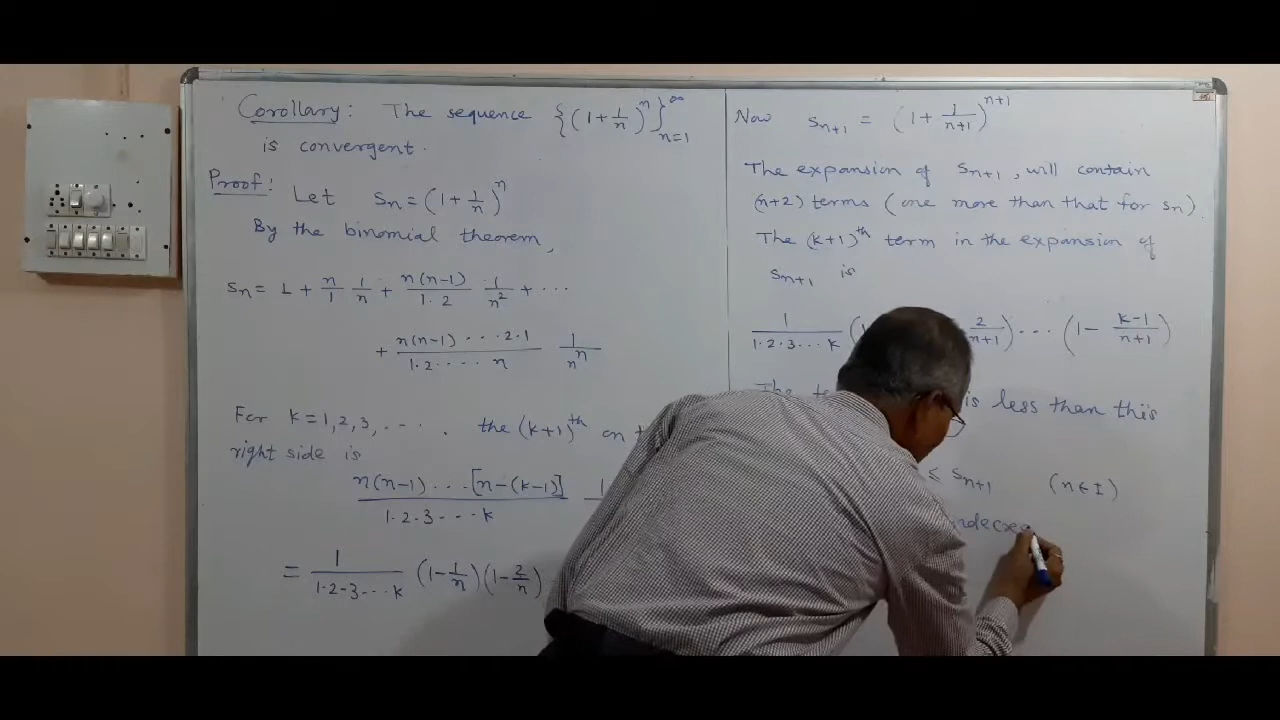 Corollary: The sequence {(1+1/n)^n}_{n=1}^∞
is convergent.
Proof: Let S_n = (1+1/n)^n
By the binomial theorem,
S_n = 1 + n/1 1/n + n(n-1)/1·2 · 1/n^2 + ···
+ n(n-1)···2·1/1·2····n 1/n^n
For k=1,2,3,···. the (k+1)^th on
right side is
n(n-1)···[n-(k-1)]/1·2·3···k 1
= 1/1·2·3···k (1-1/n)(1-2/n)
Now S_{n+1} = (1+1/n+1)^{n+1}
The expansion of S_{n+1}, will contain
(n+2) terms (one more than that for S_n)
The (k+1)^th term in the expansion of
S_{n+1} is
1/1·2·3···k ( 2/n+1)···(1- k-1/n+1)
The is less than this
≤ S_{n+1} (n∈I)
indecrea